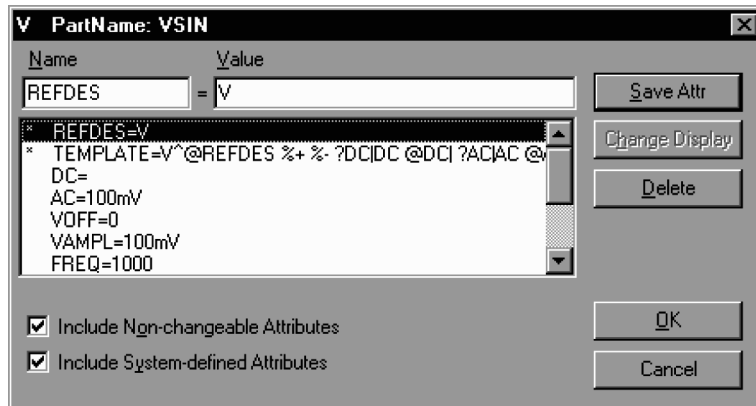 V PartName: VSIN
Name Value
REFDES = V
Save Attr
* REFDES=V
* TEMPLATE=V^@REFDES %+ %- ?DC|DC @DC| ?AC|AC @
Change Display
DC=
Delete
AC=100mV
VOFF=0
VAMPL=100mV
FREQ=1000
Include Non-changeable Attributes
OK
Include System-defined Attributes
Cancel